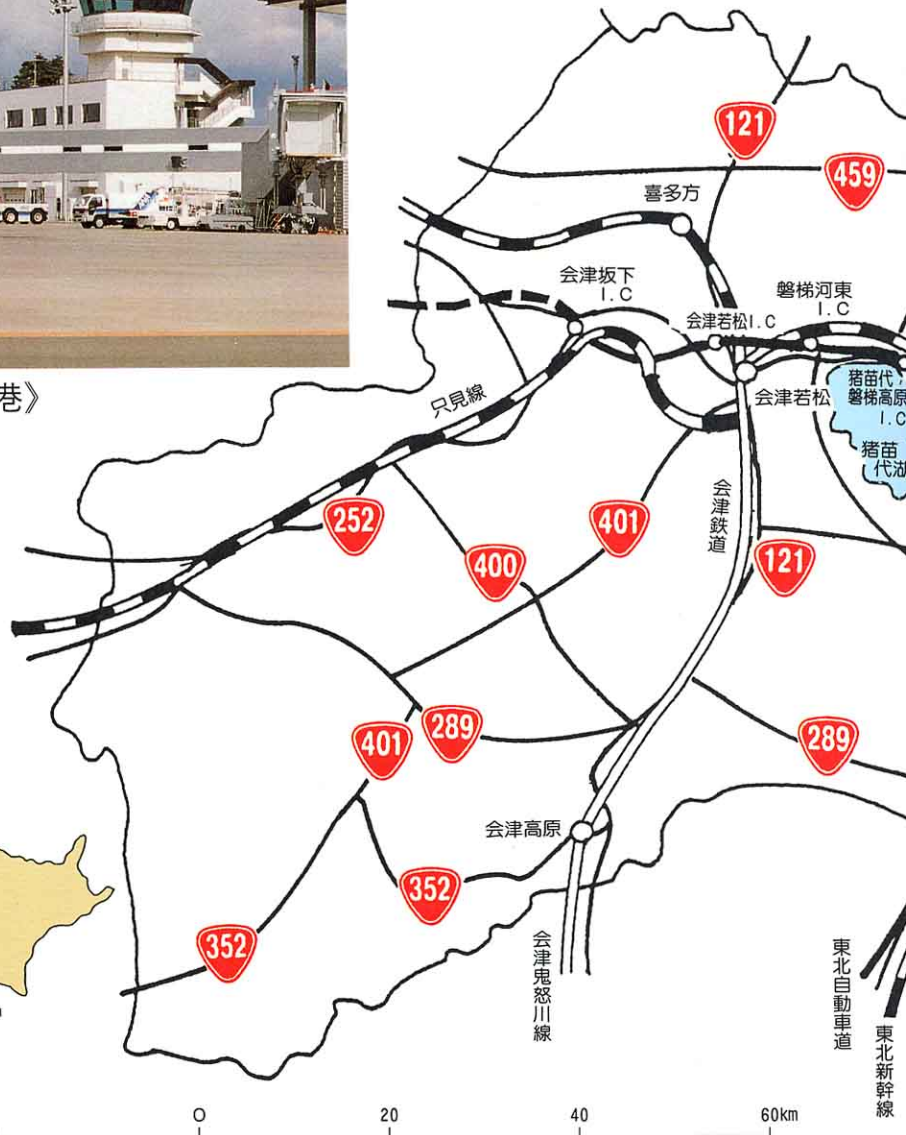 121
459
喜多方
会津坂下
I.C
磐梯河東
I.C
会津若松I.C
会津若松
猪苗代
磐梯高原
I.C
猪苗
代湖
港》
只見線
252
400
401
会津鉄道
121
401
289
289
会津高原
352
352
会津鬼怒川線
東北自動車道
東北新幹線
0
20
40
60km